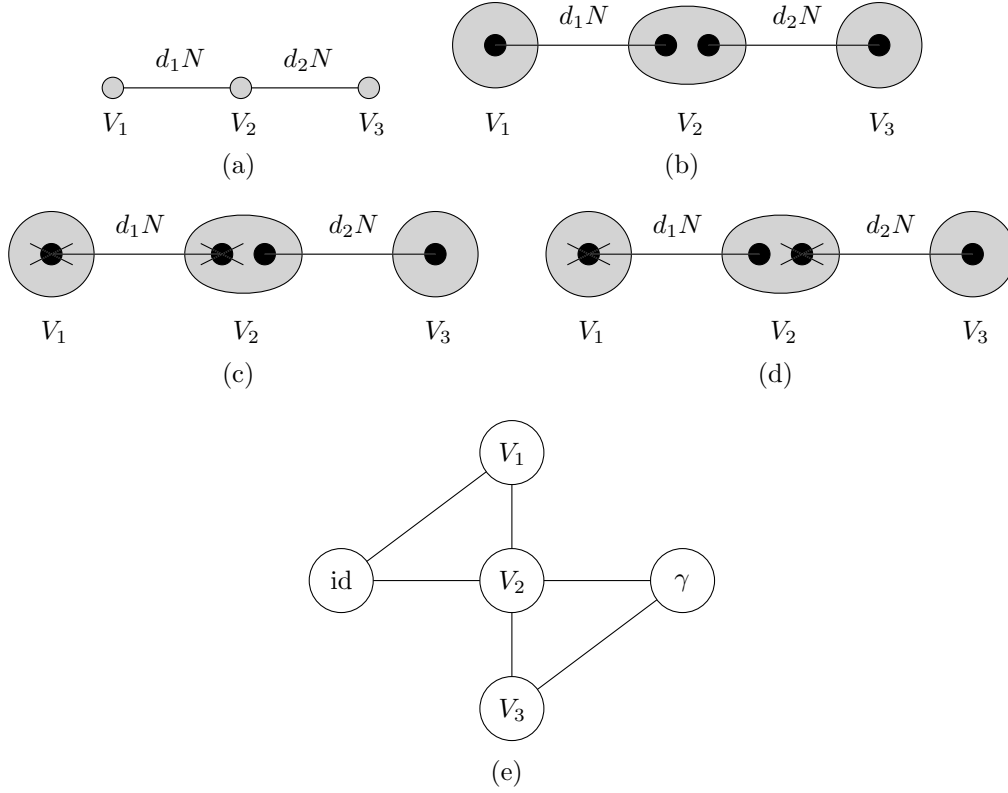 d₁N d₂N
V₁ V₂ V₃
(a)
d₁N d₂N
V₁ V₂ V₃
(b)
d₁N d₂N
V₁ V₂ V₃
(c)
d₁N d₂N
V₁ V₂ V₃
(d)
V₁
id V₂ γ
V₃
(e)